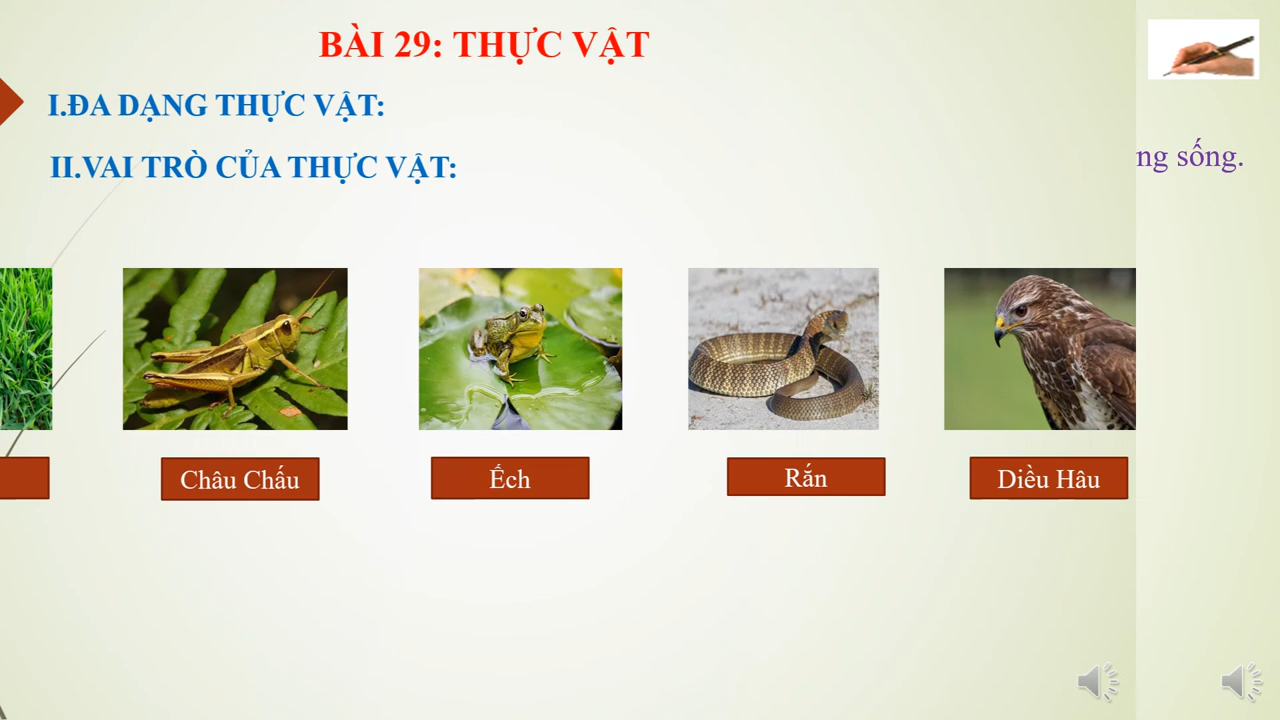 BÀI 29: THỰC VẬT
I.ĐA DẠNG THỰC VẬT:
II.VAI TRÒ CỦA THỰC VẬT:
sống.
Châu Chấu
Ếch
Rắn
Diều Hâu